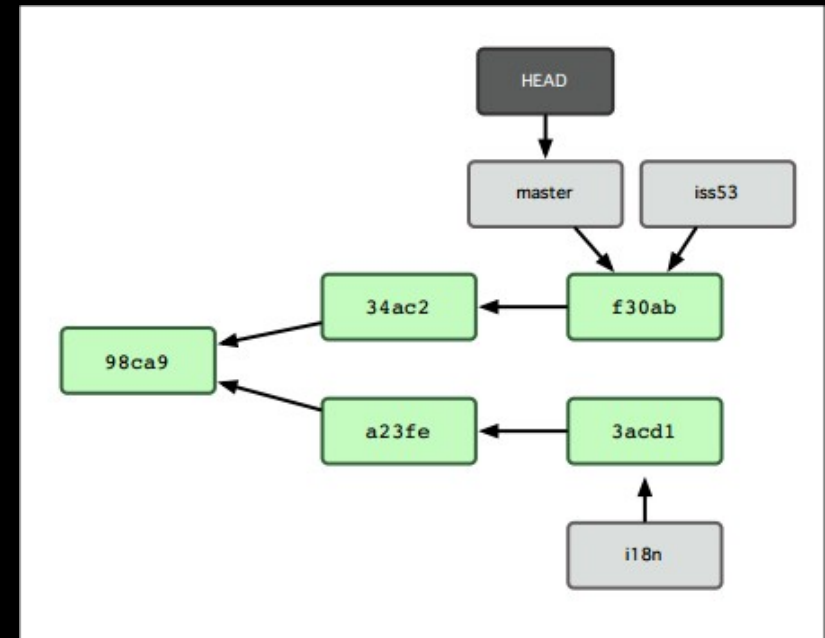 HEAD
master
iss53
34ac2
f30ab
98ca9
a23fe
3acd1
i18n